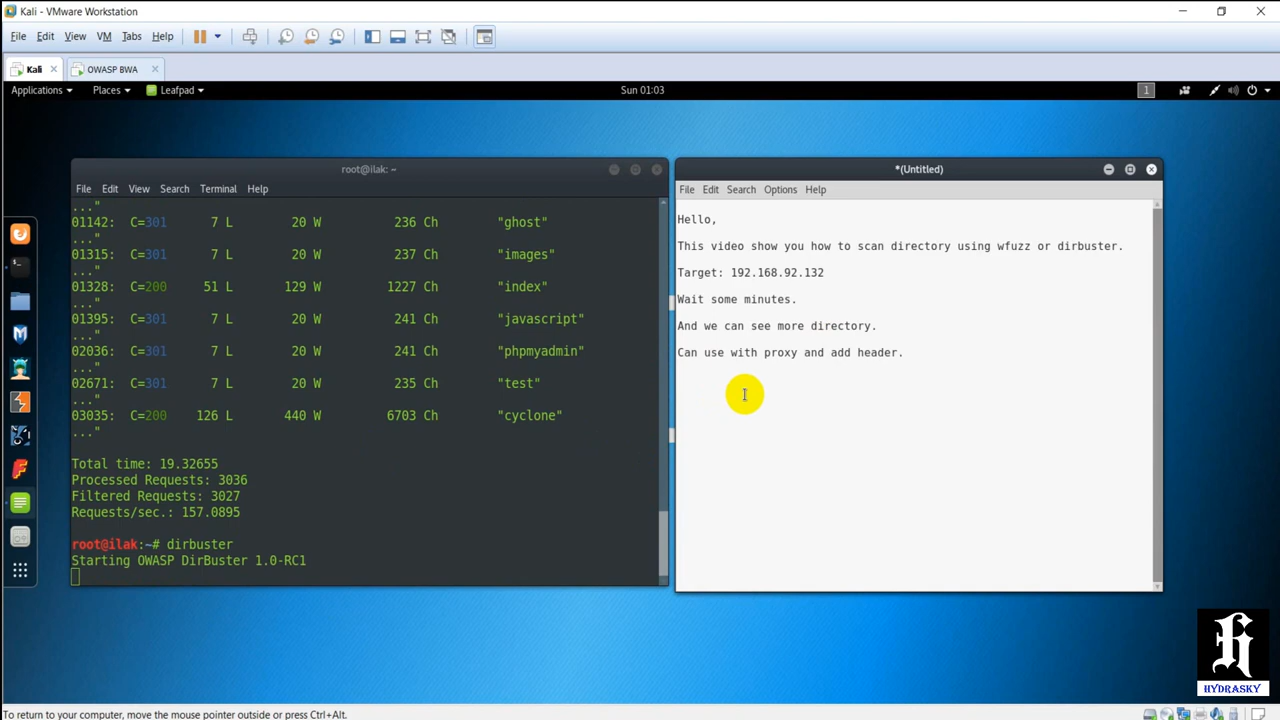 Kali - VMware Workstation
File Edit View VM Tabs Help
Kali OWASP BWA
Applications Places Leafpad Sun 01:03 1
root@ilak: ~
File Edit View Search Terminal Help
..."
01142: C=301 7 L 20 W 236 Ch "ghost"
..."
01315: C=301 7 L 20 W 237 Ch "images"
..."
01328: C=200 51 L 129 W 1227 Ch "index"
..."
01395: C=301 7 L 20 W 241 Ch "javascript"
..."
02036: C=301 7 L 20 W 241 Ch "phpmyadmin"
..."
02671: C=301 7 L 20 W 235 Ch "test"
..."
03035: C=200 126 L 440 W 6703 Ch "cyclone"
..."
Total time: 19.32655
Processed Requests: 3036
Filtered Requests: 3027
Requests/sec.: 157.0895
root@ilak:~# dirbuster
Starting OWASP DirBuster 1.0-RC1
*(Untitled)
File Edit Search Options Help
Hello,
This video show you how to scan directory using wfuzz or dirbuster.
Target: 192.168.92.132
Wait some minutes.
And we can see more directory.
Can use with proxy and add header.
HYDRASKY
To return to your computer, move the mouse pointer outside or press Ctrl+Alt.